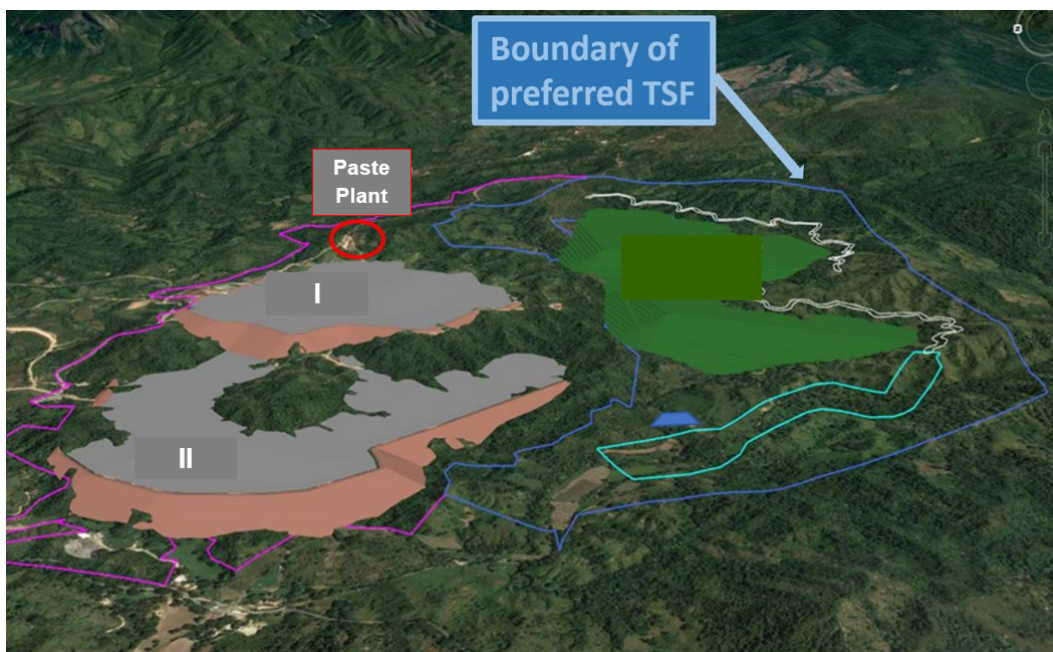 Boundary of
preferred TSF
Paste
Plant
I
II